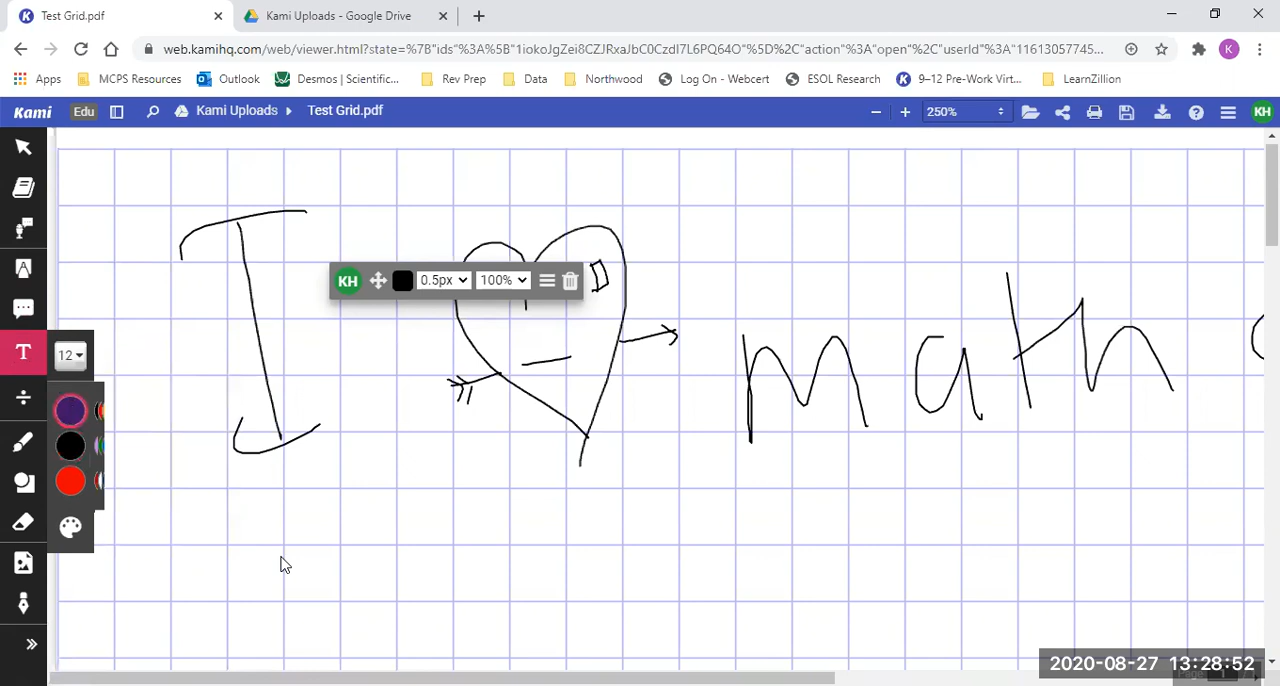 Test Grid.pdf
Kami Uploads - Google Drive
web.kamihq.com/web/viewer.html?state=%7B"ids"%3A%5B"1iokoJgZei8CZJRxaJbC0CzdI7L6PQ64O"%5D%2C"action"%3A"open"%2C"userId"%3A"11613057745...
K
Apps MCPS Resources Outlook Desmos | Scientific... Rev Prep Data Northwood Log On - Webcert ESOL Research 9–12 Pre-Work Virt... LearnZillion
Kami Edu Kami Uploads Test Grid.pdf 250% KH
KH 0.5px 100%
I math
T 12
2020-08-27 13:28:52
Page 1